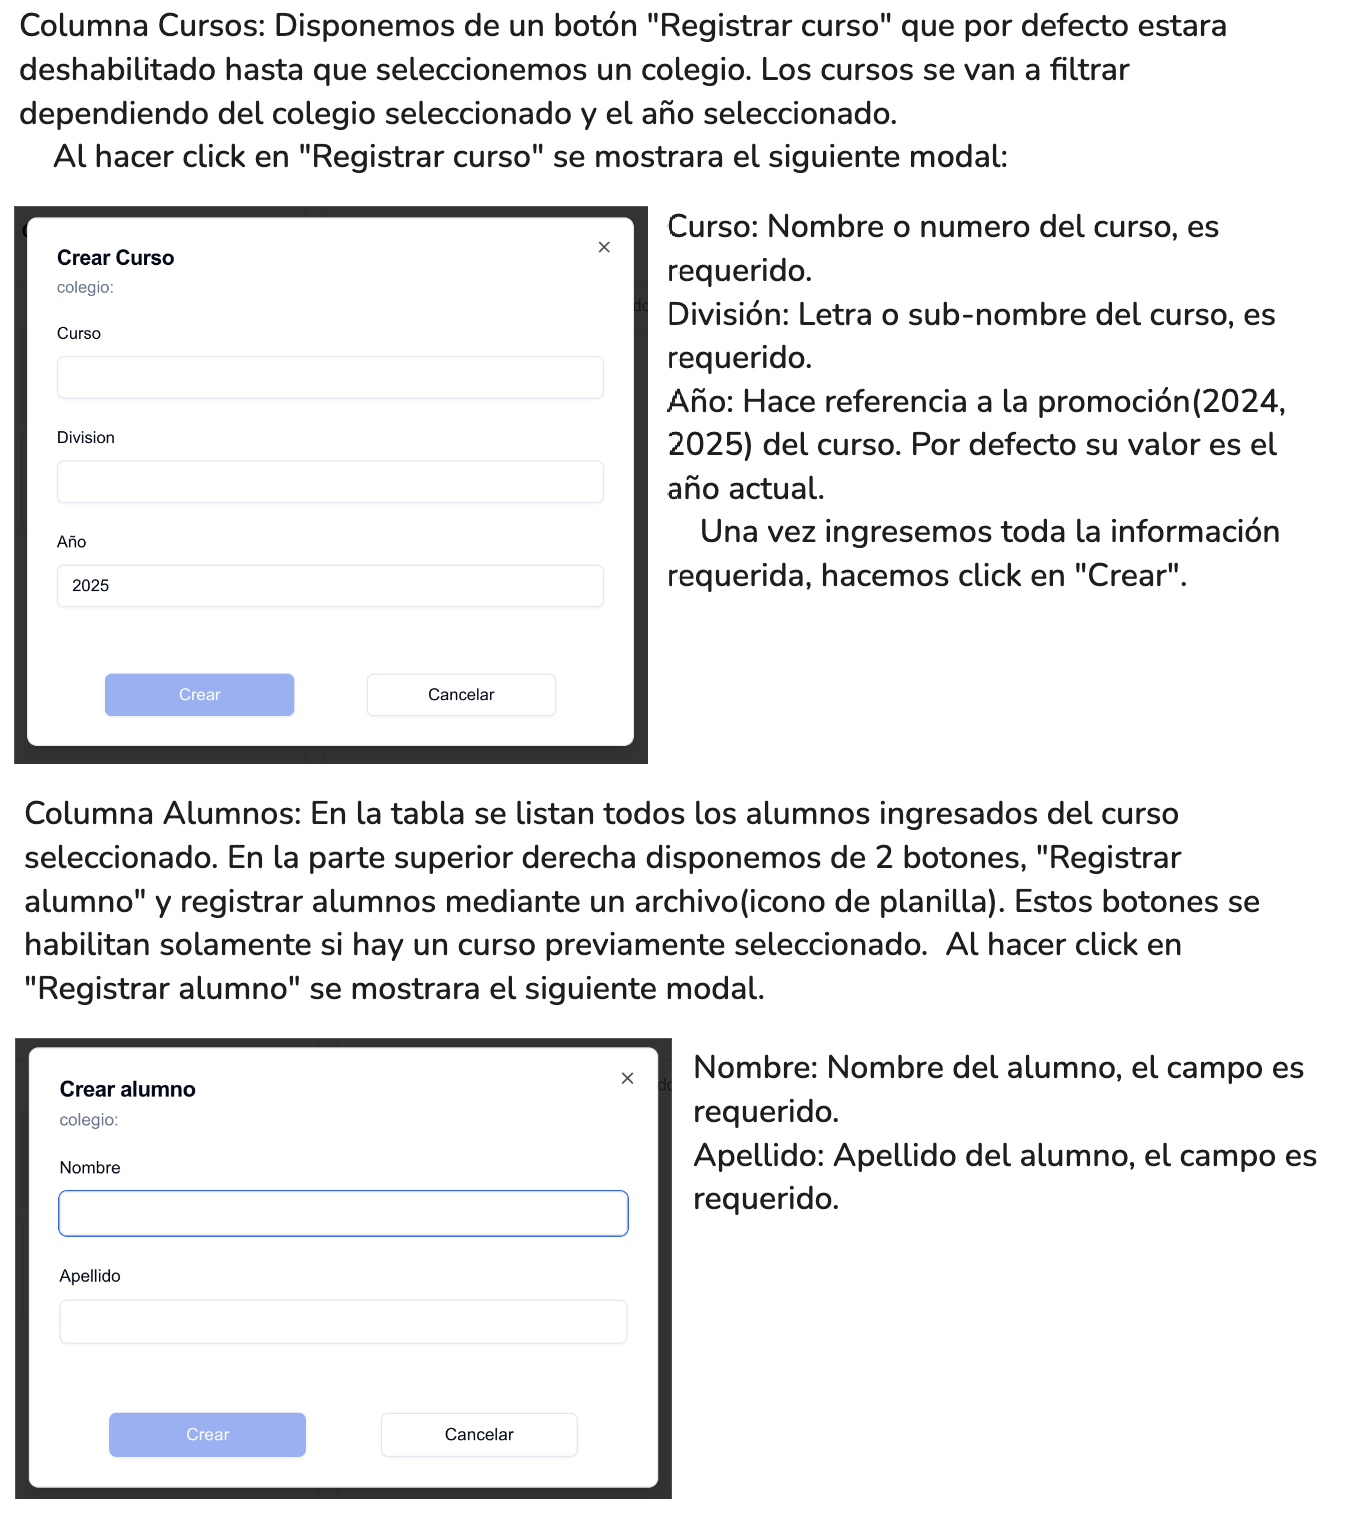 Columna Cursos: Disponemos de un botón "Registrar curso" que por defecto estara
deshabilitado hasta que seleccionemos un colegio. Los cursos se van a filtrar
dependiendo del colegio seleccionado y el año seleccionado.
Al hacer click en "Registrar curso" se mostrara el siguiente modal:
Crear Curso
colegio:
Curso
Division
Año
2025
Crear
Cancelar
Curso: Nombre o numero del curso, es
requerido.
División: Letra o sub-nombre del curso, es
requerido.
Año: Hace referencia a la promoción(2024,
2025) del curso. Por defecto su valor es el
año actual.
Una vez ingresemos toda la información
requerida, hacemos click en "Crear".
Columna Alumnos: En la tabla se listan todos los alumnos ingresados del curso
seleccionado. En la parte superior derecha disponemos de 2 botones, "Registrar
alumno" y registrar alumnos mediante un archivo(icono de planilla). Estos botones se
habilitan solamente si hay un curso previamente seleccionado.  Al hacer click en
"Registrar alumno" se mostrara el siguiente modal.
Crear alumno
colegio:
Nombre
Apellido
Crear
Cancelar
Nombre: Nombre del alumno, el campo es
requerido.
Apellido: Apellido del alumno, el campo es
requerido.